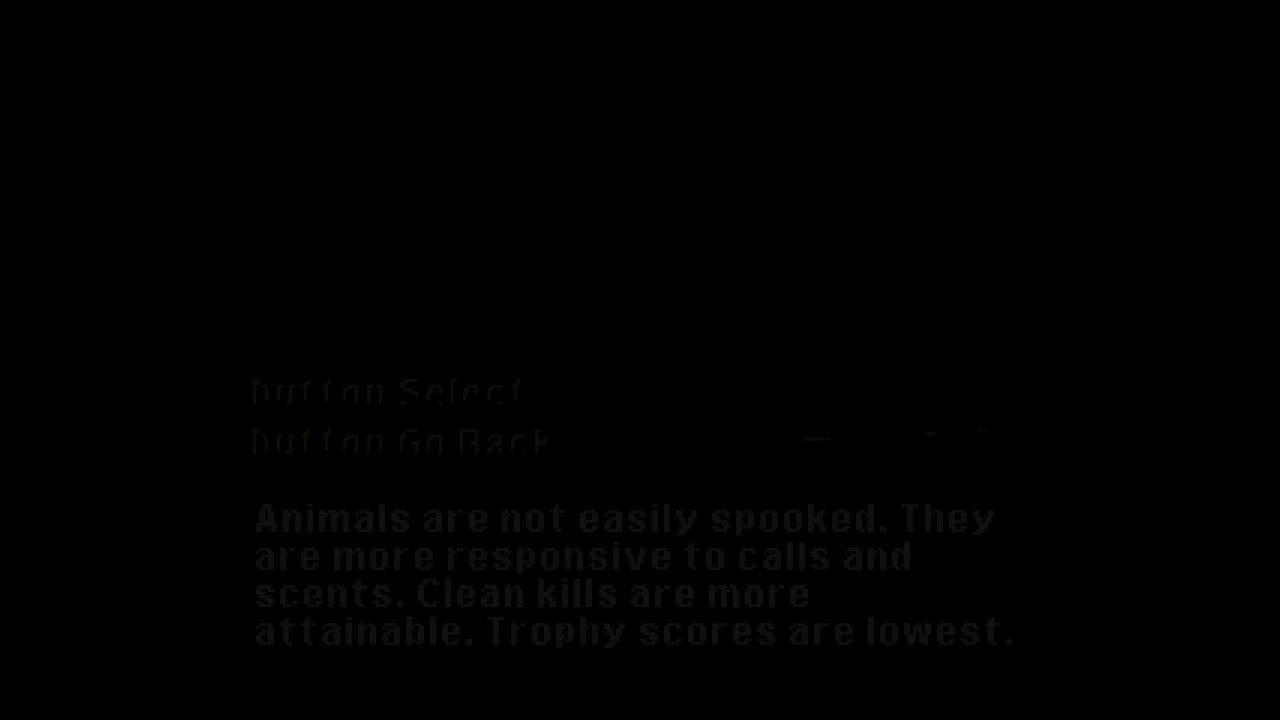 button Select
button Go Back
Animals are not easily spooked. They
are more responsive to calls and
scents. Clean kills are more
attainable. Trophy scores are lowest.